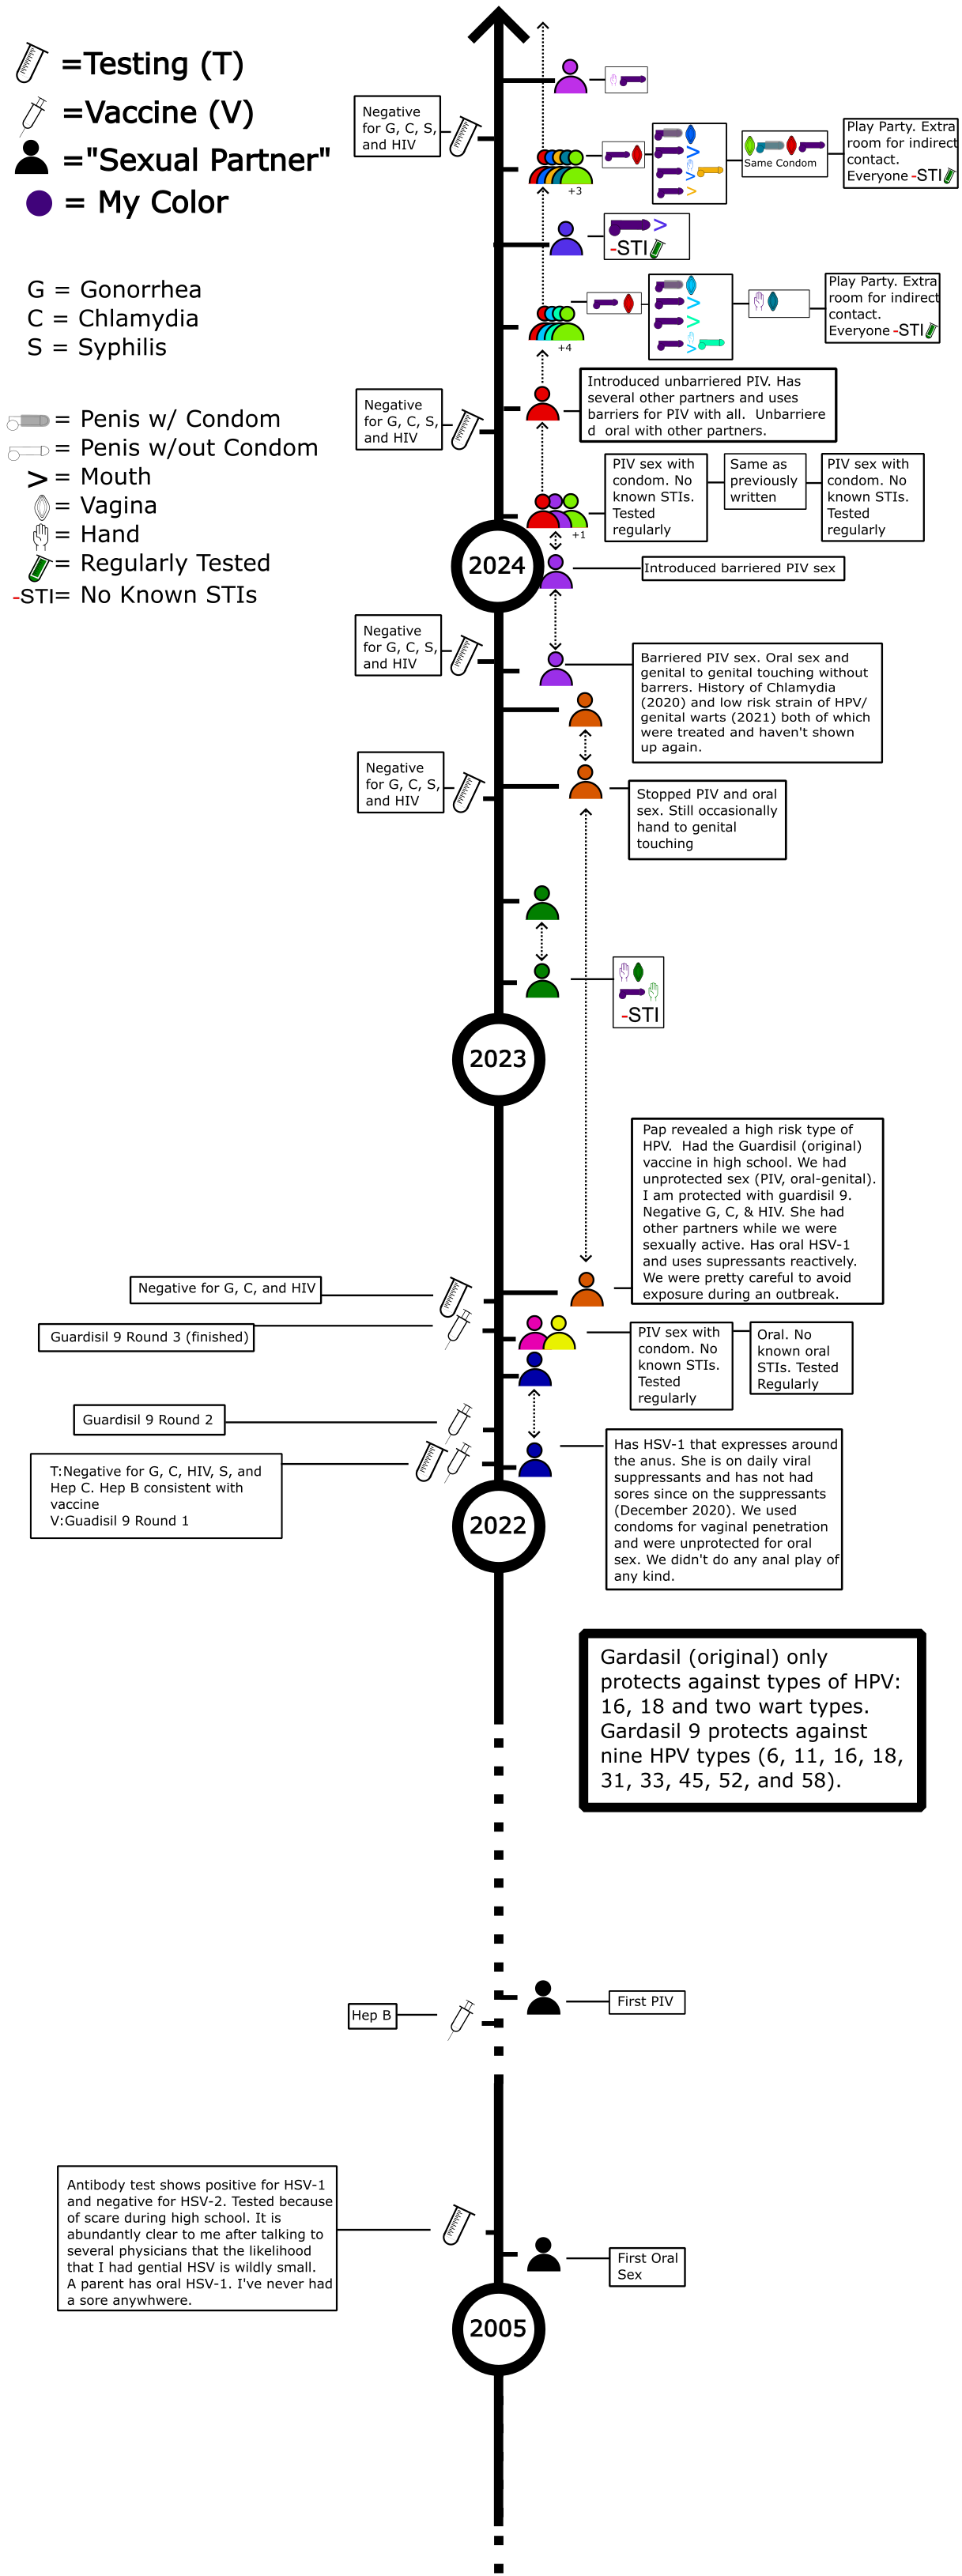 =Testing (T)
=Vaccine (V)
="Sexual Partner"
= My Color
G = Gonorrhea
C = Chlamydia
S = Syphilis
= Penis w/ Condom
= Penis w/out Condom
> = Mouth
= Vagina
= Hand
= Regularly Tested
-STI= No Known STIs
Negative
for G, C, S,
and HIV
+3
Same Condom
Play Party. Extra
room for indirect
contact.
Everyone -STI
-STI
+4
Play Party. Extra
room for indirect
contact.
Everyone -STI
Negative
for G, C, S,
and HIV
Introduced unbarriered PIV. Has
several other partners and uses
barriers for PIV with all. Unbarriere
d oral with other partners.
+1
PIV sex with
condom. No
known STIs.
Tested
regularly
Same as
previously
written
PIV sex with
condom. No
known STIs.
Tested
regularly
2024
Introduced barriered PIV sex
Negative
for G, C, S,
and HIV
Barriered PIV sex. Oral sex and
genital to genital touching without
barrers. History of Chlamydia
(2020) and low risk strain of HPV/
genital warts (2021) both of which
were treated and haven't shown
up again.
Negative
for G, C, S,
and HIV
Stopped PIV and oral
sex. Still occasionally
hand to genital
touching
-STI
2023
Pap revealed a high risk type of
HPV. Had the Guardisil (original)
vaccine in high school. We had
unprotected sex (PIV, oral-genital).
I am protected with guardisil 9.
Negative G, C, & HIV. She had
other partners while we were
sexually active. Has oral HSV-1
and uses supressants reactively.
We were pretty careful to avoid
exposure during an outbreak.
Negative for G, C, and HIV
Guardisil 9 Round 3 (finished)
PIV sex with
condom. No
known STIs.
Tested
regularly
Oral. No
known oral
STIs. Tested
Regularly
Guardisil 9 Round 2
T:Negative for G, C, HIV, S, and
Hep C. Hep B consistent with
vaccine
V:Guadisil 9 Round 1
Has HSV-1 that expresses around
the anus. She is on daily viral
suppressants and has not had
sores since on the suppressants
(December 2020). We used
condoms for vaginal penetration
and were unprotected for oral
sex. We didn't do any anal play of
any kind.
2022
Gardasil (original) only
protects against types of HPV:
16, 18 and two wart types.
Gardasil 9 protects against
nine HPV types (6, 11, 16, 18,
31, 33, 45, 52, and 58).
First PIV
Hep B
Antibody test shows positive for HSV-1
and negative for HSV-2. Tested because
of scare during high school. It is
abundantly clear to me after talking to
several physicians that the likelihood
that I had gential HSV is wildly small.
A parent has oral HSV-1. I've never had
a sore anywhwere.
First Oral
Sex
2005